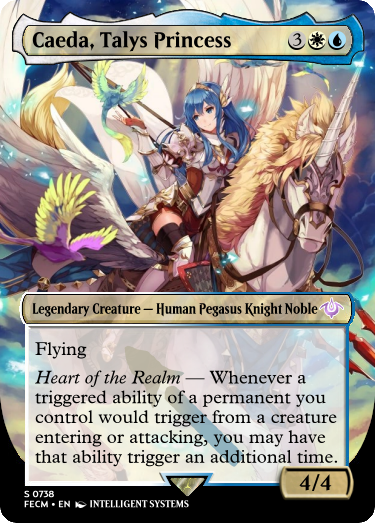 Caeda, Talys Princess 3
Legendary Creature — Human Pegasus Knight Noble
Flying
Heart of the Realm — Whenever a
triggered ability of a permanent you
control would trigger from a creature
entering or attacking, you may have
that ability trigger an additional time.
4/4
S 0738
FECM • EN INTELLIGENT SYSTEMS